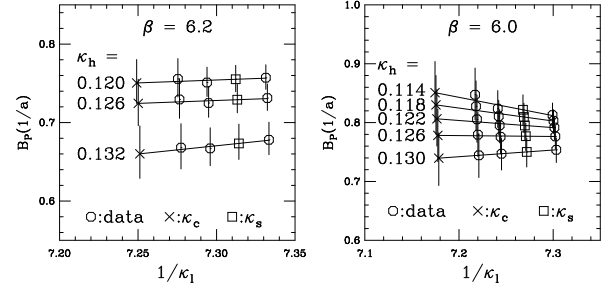 β = 6.2
κh =
0.120
0.126
0.132
0.8
0.7
0.6
BP(1/a)
○:data ×:κc □:κs
7.20 7.25 7.30 7.35
1/κl
β = 6.0
κh =
0.114
0.118
0.122
0.126
0.130
1.0
0.9
0.8
0.7
0.6
BP(1/a)
○:data ×:κc □:κs
7.1 7.2 7.3
1/κl